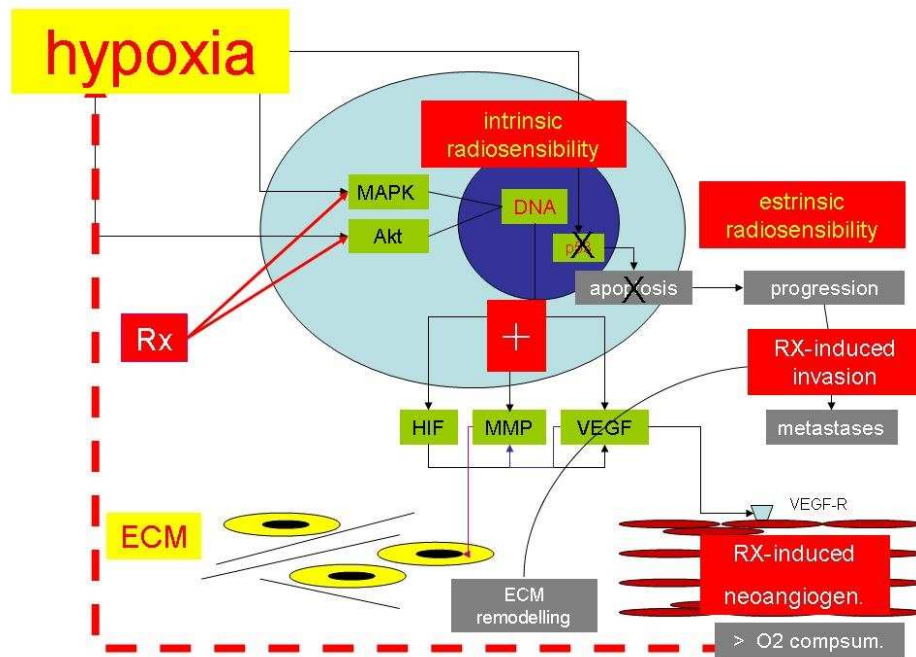 hypoxia
intrinsic
radiosensibility
MAPK
DNA
Akt
estrinsic
radiosensibility
p53
apoptosis
progression
Rx
+
RX-induced
invasion
HIF
MMP
VEGF
metastases
VEGF-R
ECM
RX-induced
neoangiogen.
ECM
remodelling
> O2 compsum.